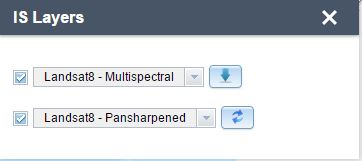 IS Layers
Landsat8 - Multispectral
Landsat8 - Pansharpened